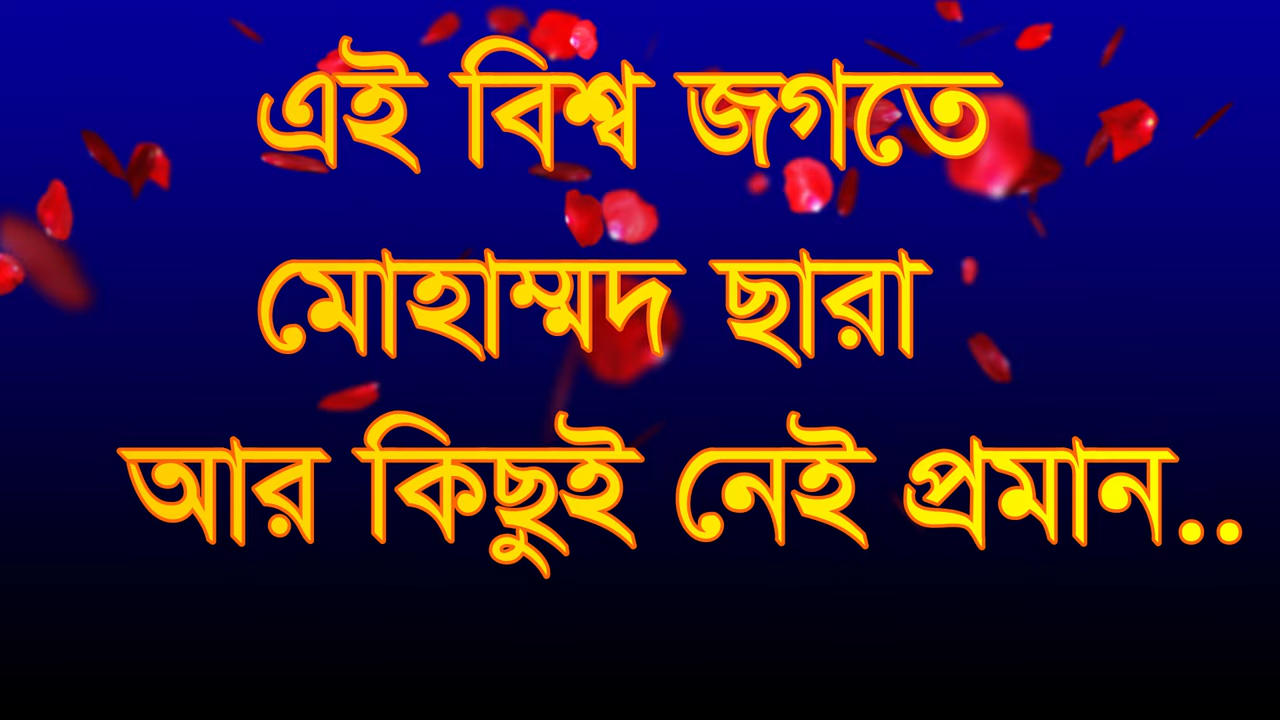 এই বিশ্ব জগতে
মোহাম্মদ ছারা
আর কিছুই নেই প্রমান..